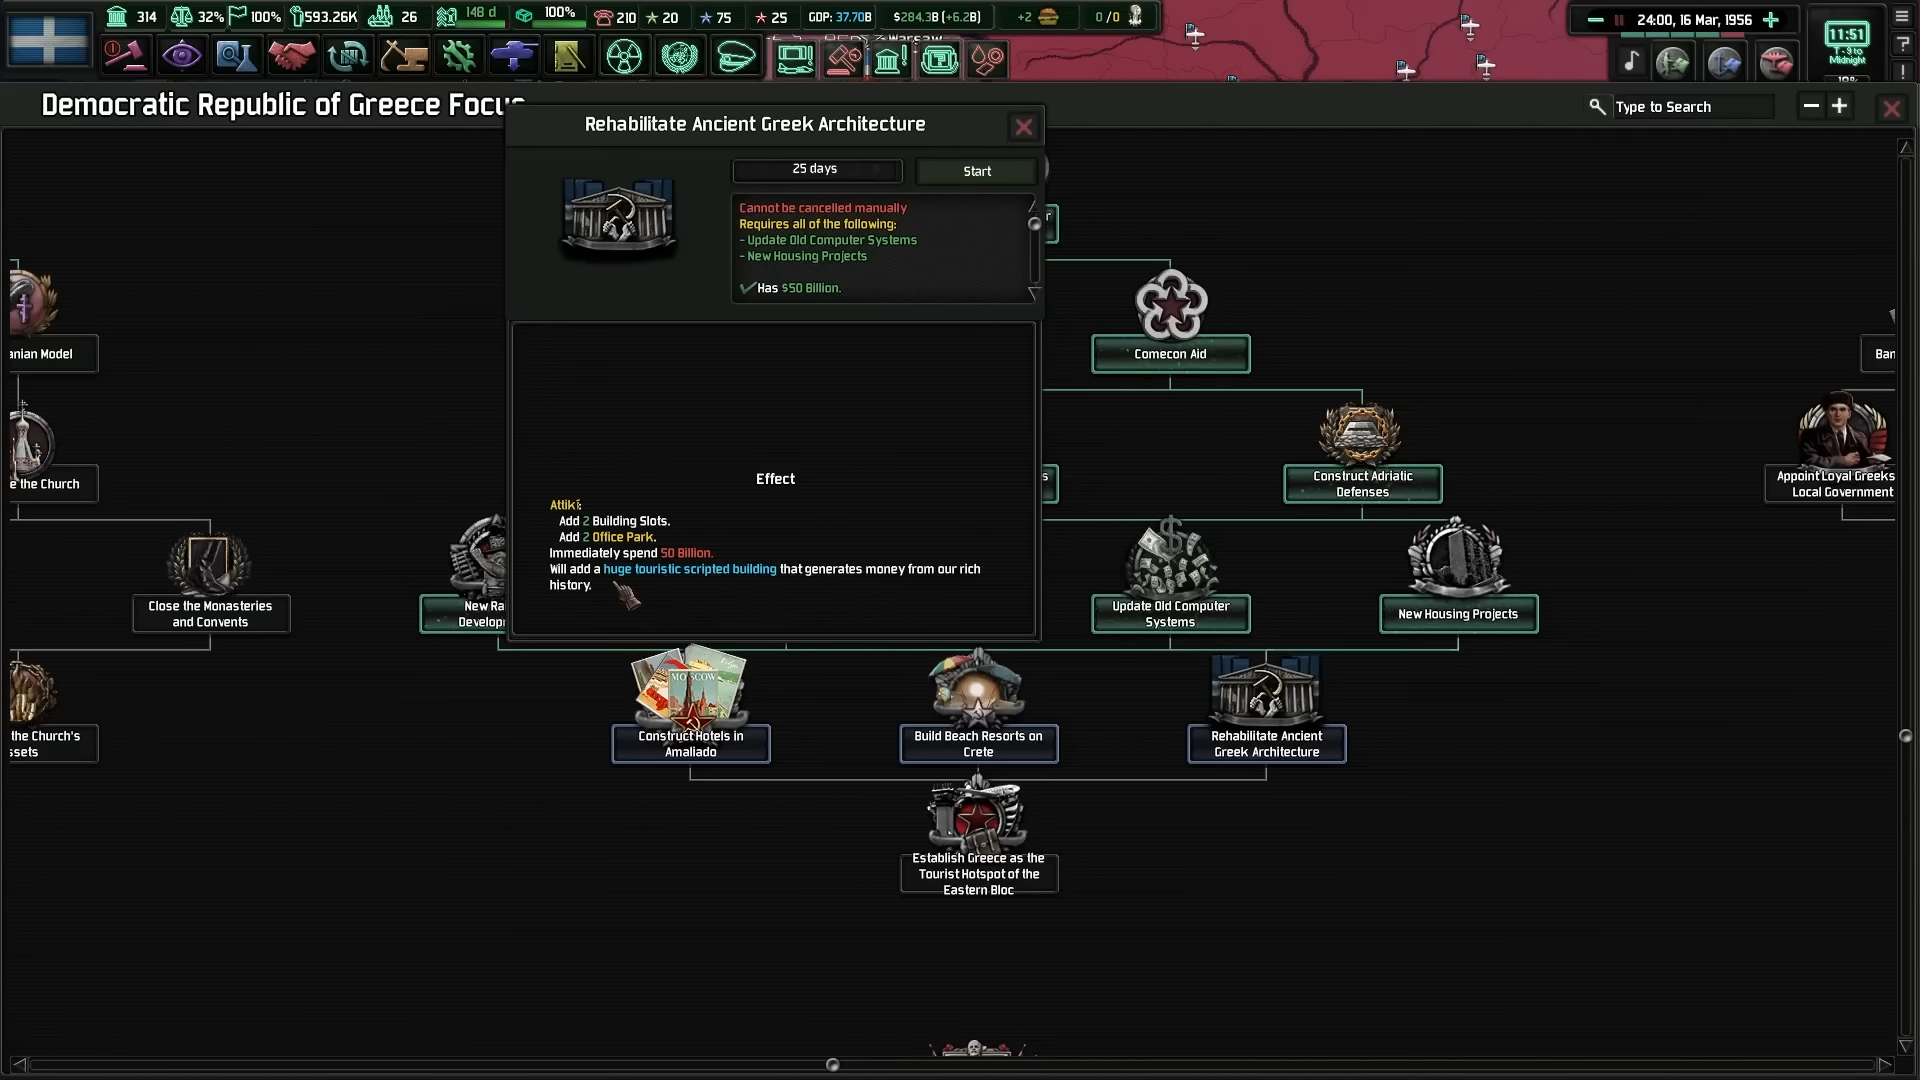 314
32%
100%
593.26K
26
148 d
100%
210
20
75
25
GDP: 37.70B
$284.3B (+6.2B)
+2
0/0
24:00, 16 Mar, 1956
11:51
Midnight
Democratic Republic of Greece Focus
Type to Search
Rehabilitate Ancient Greek Architecture
25 days
Start
Cannot be cancelled manually
Requires all of the following:
- Update Old Computer Systems
- New Housing Projects
Has $50 Billion.
Effect
Attiki:
Add 2 Building Slots.
Add 2 Office Park.
Immediately spend 50 Billion.
Will add a huge touristic scripted building that generates money from our rich
history.
anian Model
Comecon Aid
Ban
e the Church
Construct Adriatic
Defenses
Appoint Loyal Greeks
Local Government
Close the Monasteries
and Convents
New Ra
Develop
Update Old Computer
Systems
New Housing Projects
MOSCOW
the Church's
ssets
Construct Hotels in
Amaliado
Build Beach Resorts on
Crete
Rehabilitate Ancient
Greek Architecture
Establish Greece as the
Tourist Hotspot of the
Eastern Bloc